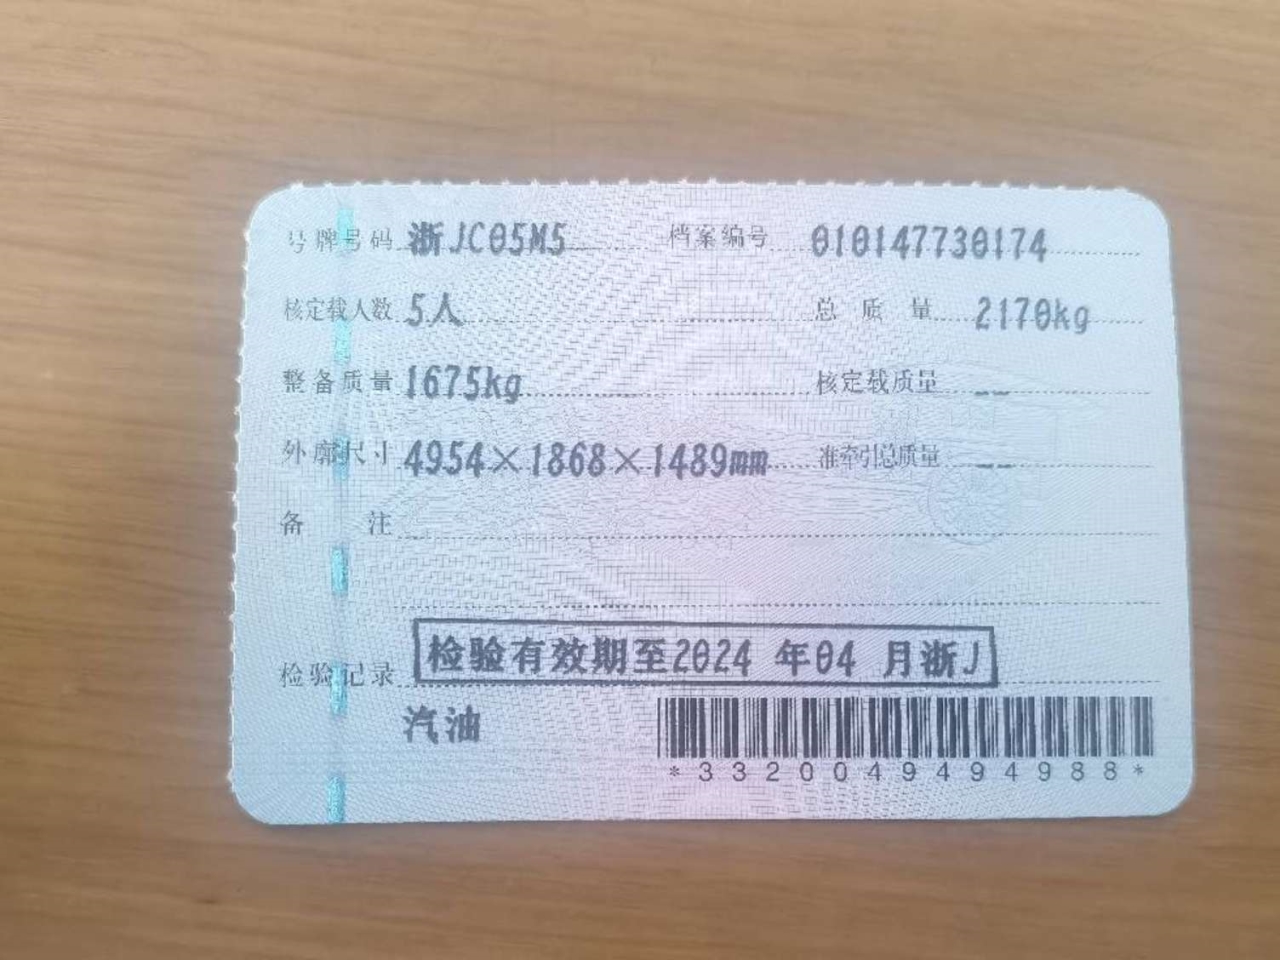 号牌号码 浙JC05M5 档案编号 010147730174
核定载人数 5人 总质量 2170kg
整备质量 1675kg 核定载质量 --
外廓尺寸 4954×1868×1489mm 准牵引总质量 --
备注
检验记录 检验有效期至2024 年04 月浙J
汽油
*3320049494988*